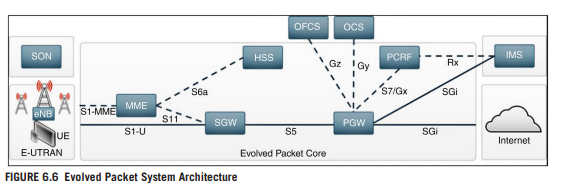 OFCS
OCS
SON
HSS
PCRF
Rx
IMS
Gz
Gy
S7/Gx
SGi
S6a
eNB
S1-MME
MME
S11
UE
S1-U
SGW
S5
PGW
SGi
E-UTRAN
Evolved Packet Core
Internet
FIGURE 6.6 Evolved Packet System Architecture